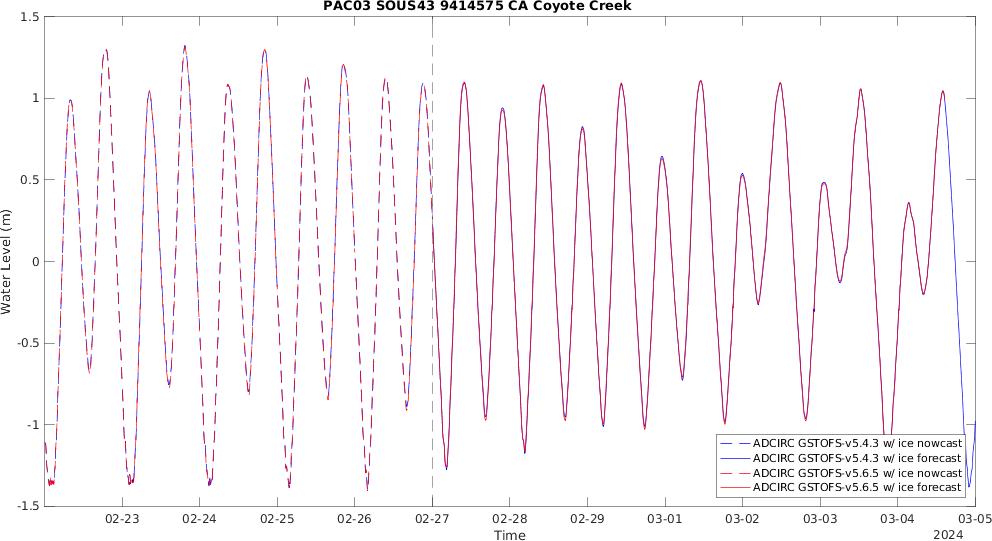 PAC03 SOUS43 9414575 CA Coyote Creek
1.5
1
0.5
0
-0.5
-1
-1.5
Water Level (m)
02-23 02-24 02-25 02-26 02-27 02-28 02-29 03-01 03-02 03-03 03-04 03-05
Time
2024
ADCIRC GSTOFS-v5.4.3 w/ ice nowcast
ADCIRC GSTOFS-v5.4.3 w/ ice forecast
ADCIRC GSTOFS-v5.6.5 w/ ice nowcast
ADCIRC GSTOFS-v5.6.5 w/ ice forecast